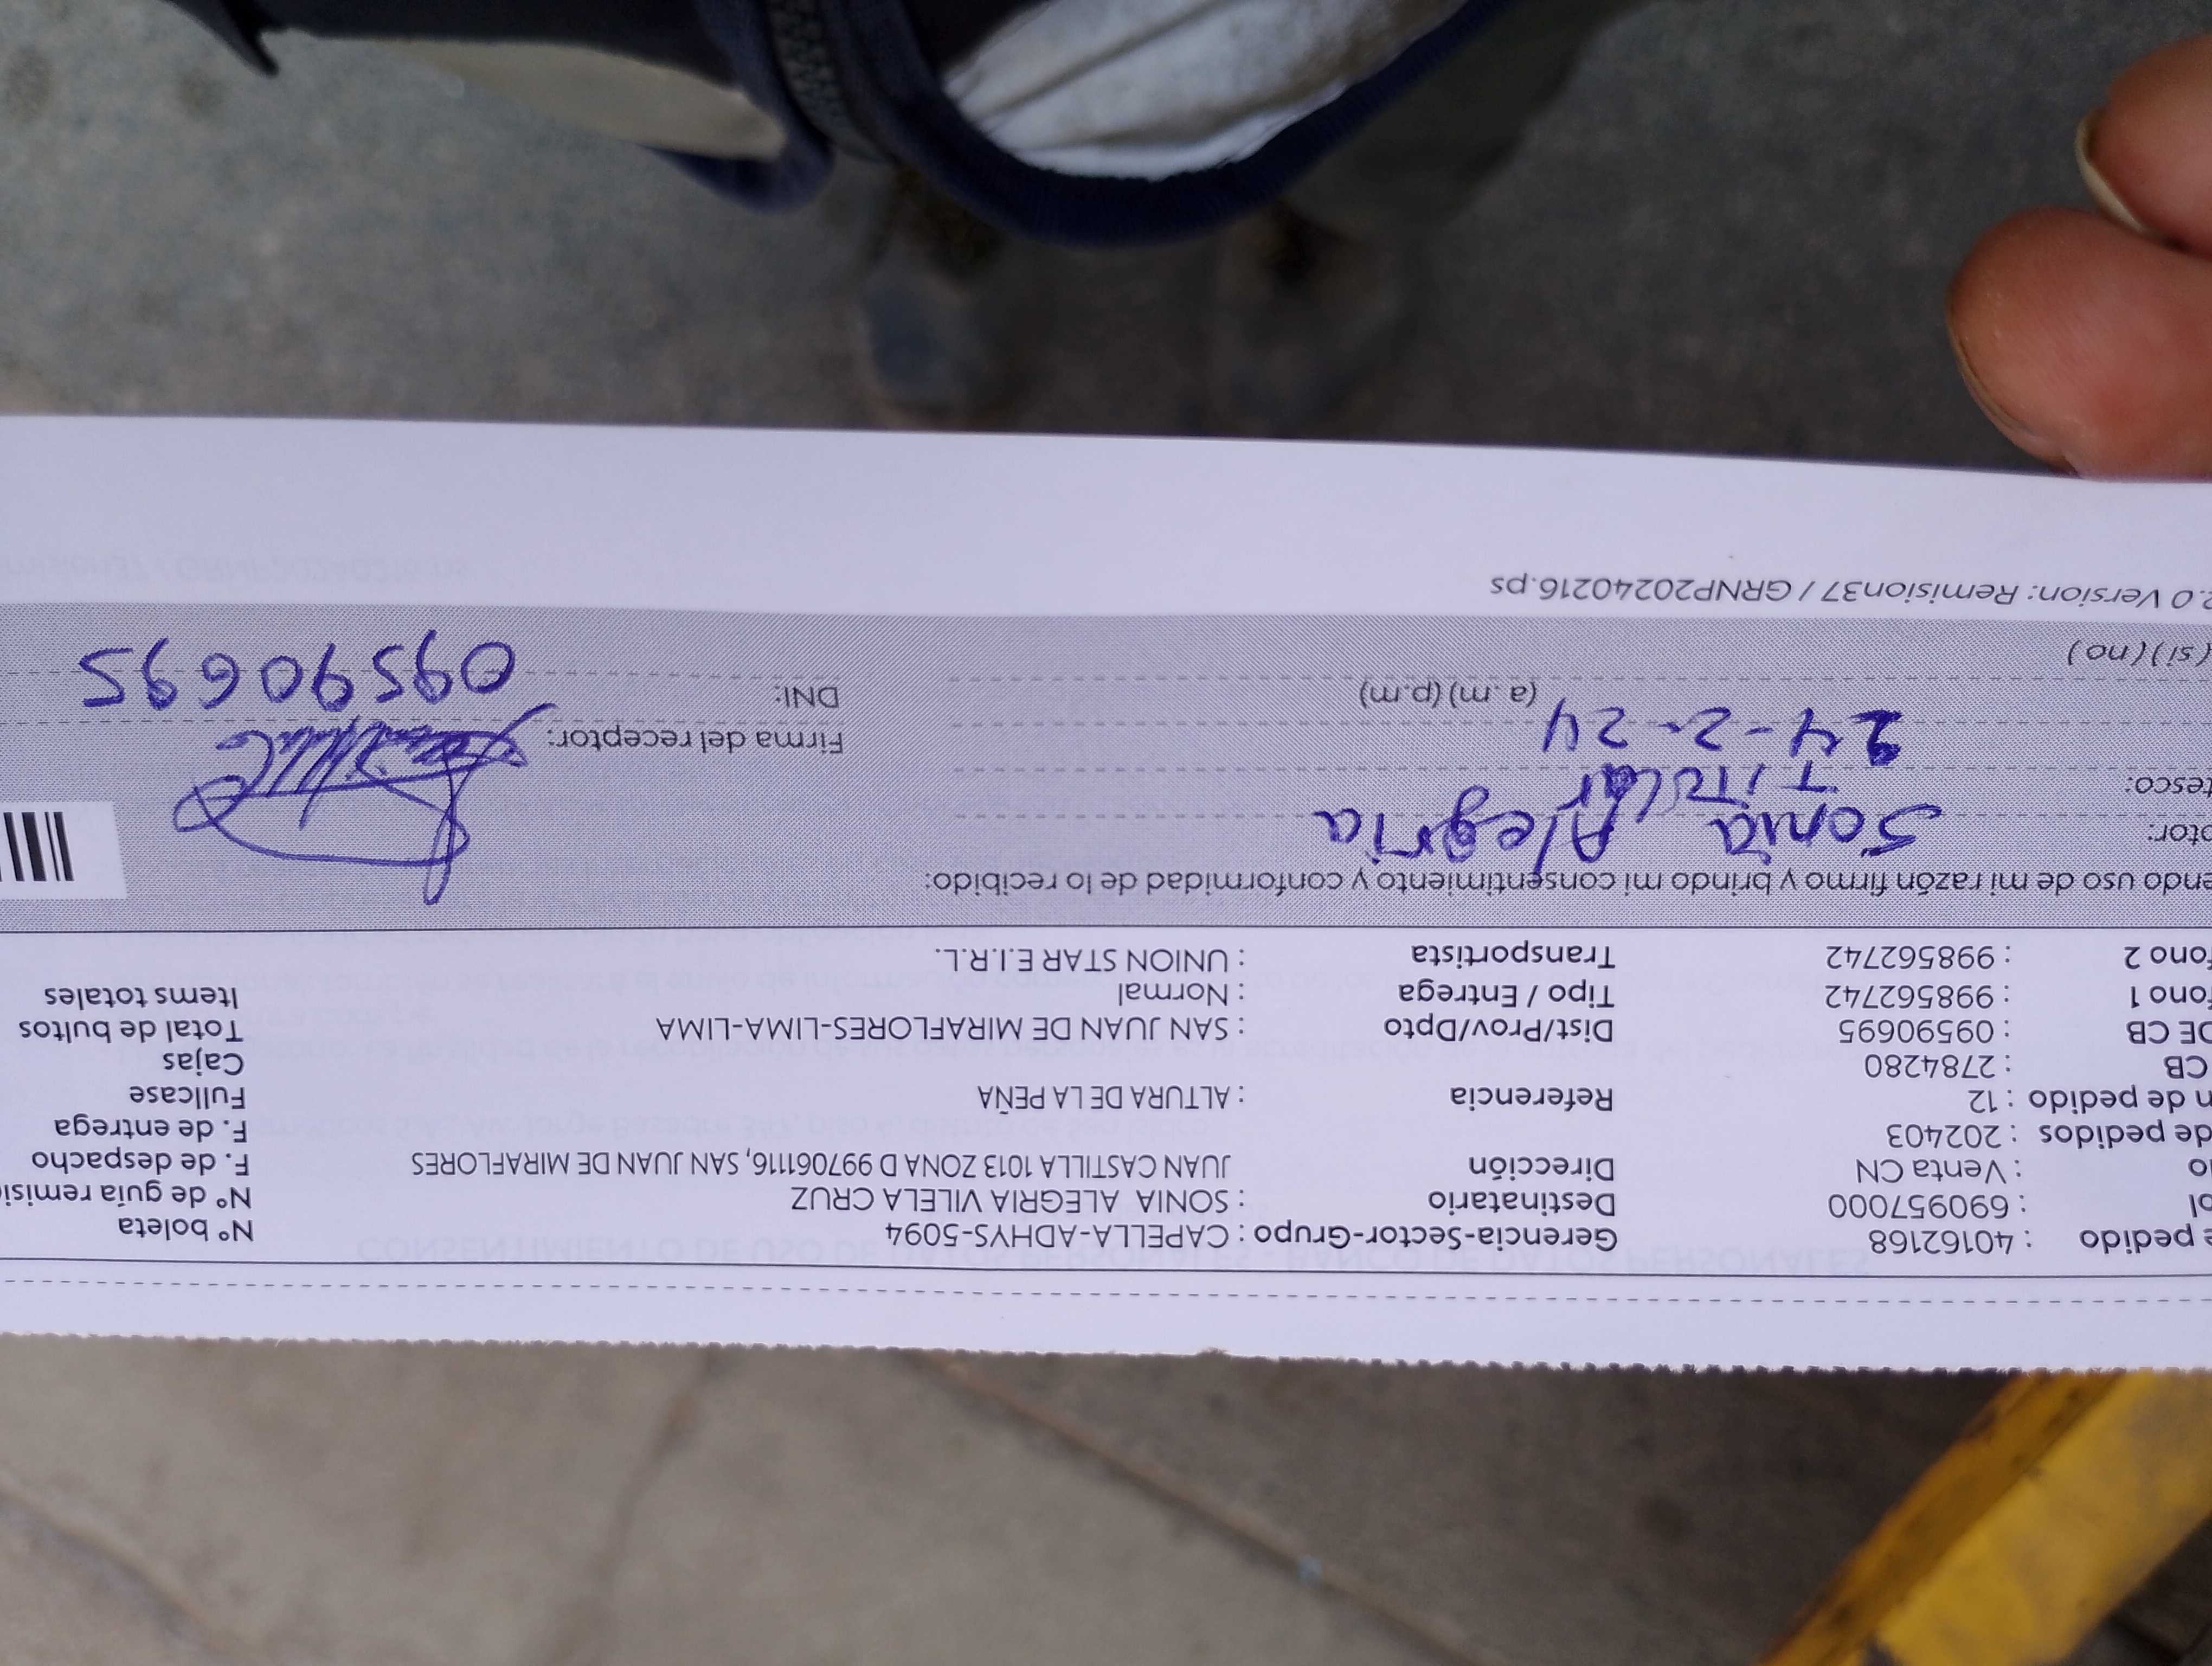 e pedido : 40162168 Gerencia-Sector-Grupo : CAPELLA-ADHYS-5094 N° boleta
ol : 690957000 Destinatario : SONIA ALEGRIA VILELA CRUZ N° de guía remisi
o : Venta CN Dirección JUAN CASTILLA 1013 ZONA D 997061116, SAN JUAN DE MIRAFLORES F. de despacho
de pedidos : 202403 F. de entrega
n de pedido : 12 Referencia : ALTURA DE LA PEÑA Fullcase
CB : 2784280 Cajas
DE CB : 09590695 Dist/Prov/Dpto : SAN JUAN DE MIRAFLORES-LIMA-LIMA Total de bultos
fono 1 : 998562742 Tipo / Entrega : Normal Items totales
fono 2 : 998562742 Transportista : UNION STAR E.I.R.L.
endo uso de mi razón firmo y brindo mi consentimiento y conformidad de lo recibido:
ptor: Sonia Alegria
tesco: Titular
24-2-24 Firma del receptor:
(a.m) (p.m) DNI: 09590695
(si) (no)
2.0 Version: Remision37 / GRNP20240216.ps